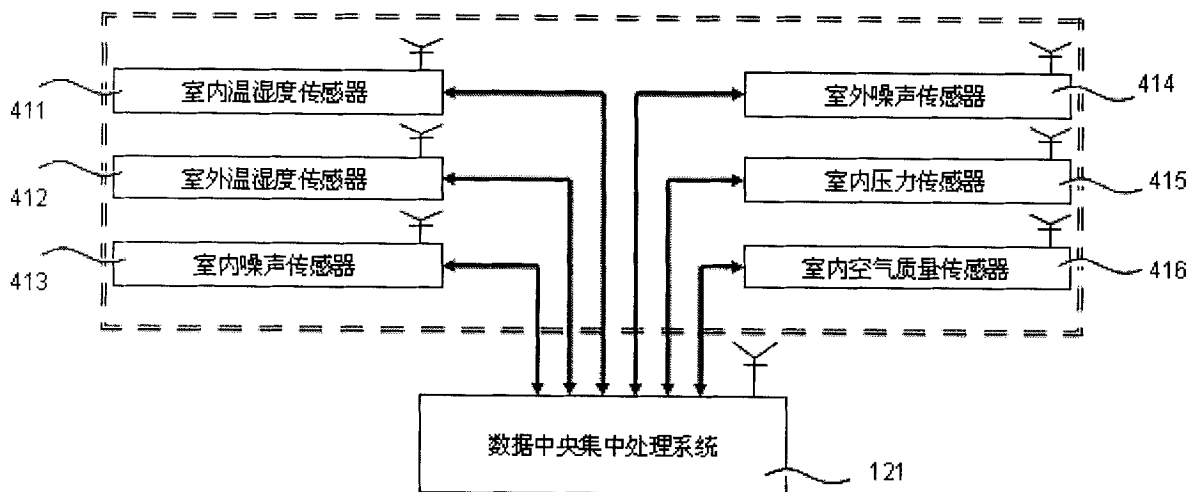 室内温湿度传感器
411
室外温湿度传感器
412
室内噪声传感器
413
室外噪声传感器
414
室内压力传感器
415
室内空气质量传感器
416
数据中央集中处理系统
121